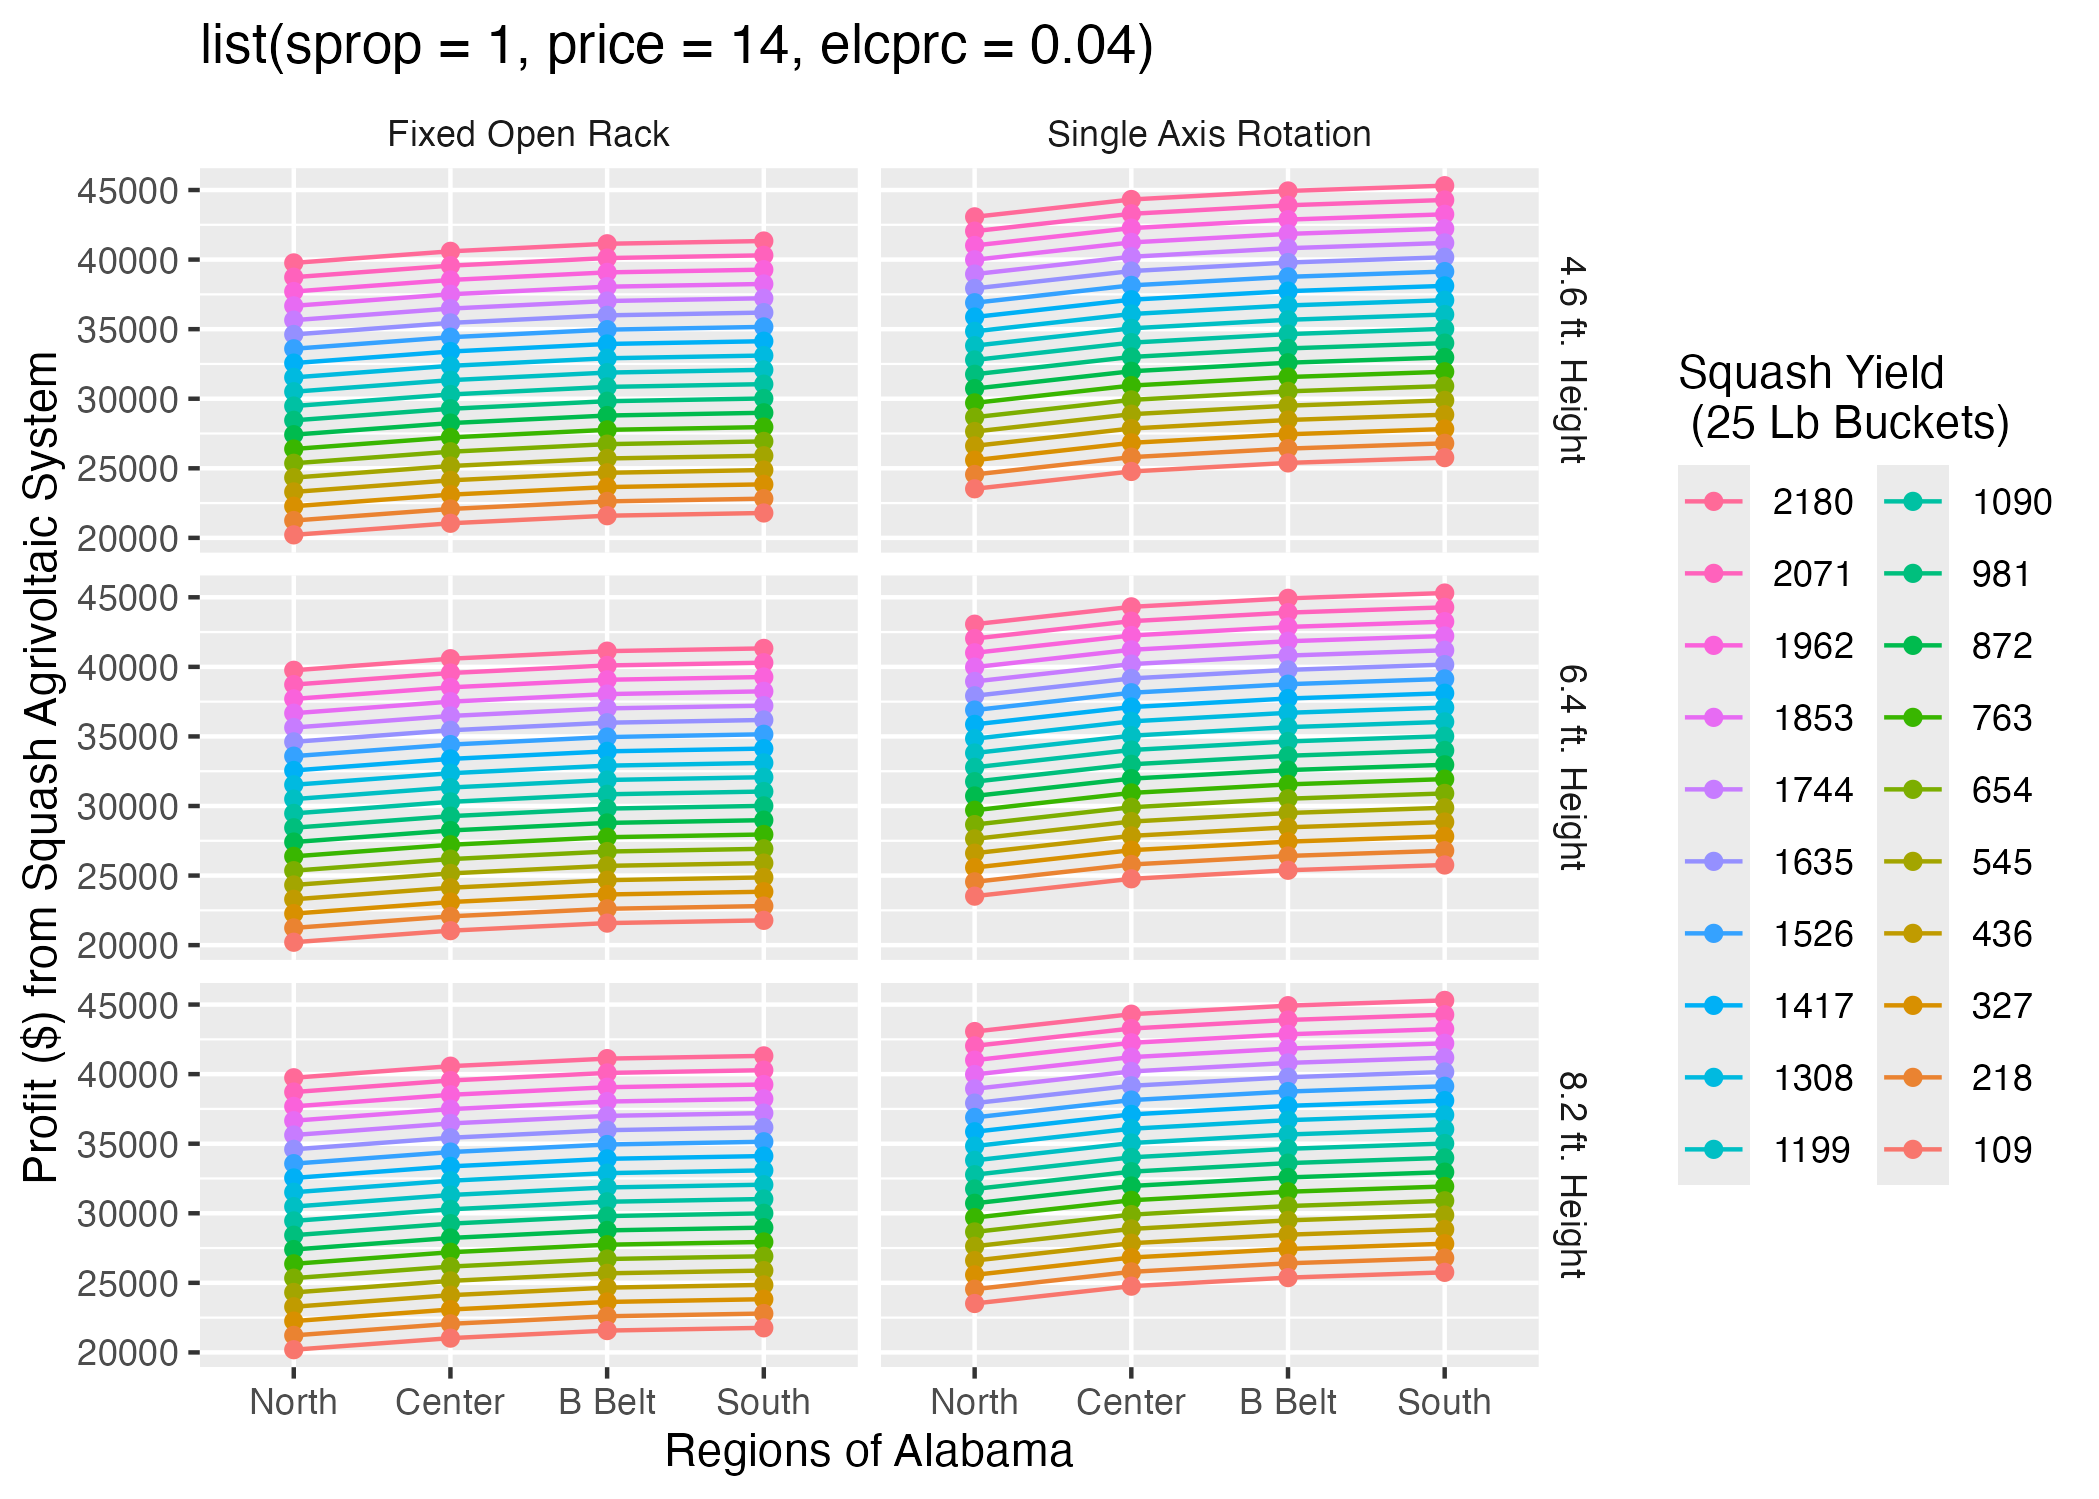 list(sprop = 1, price = 14, elcprc = 0.04)
Fixed Open Rack
Single Axis Rotation
45000
40000
35000
30000
25000
20000
4.6 ft. Height
45000
40000
35000
30000
25000
20000
6.4 ft. Height
45000
40000
35000
30000
25000
20000
8.2 ft. Height
Profit ($) from Squash Agrivoltaic System
North Center B Belt South
North Center B Belt South
Regions of Alabama
Squash Yield
(25 Lb Buckets)
2180 1090
2071 981
1962 872
1853 763
1744 654
1635 545
1526 436
1417 327
1308 218
1199 109